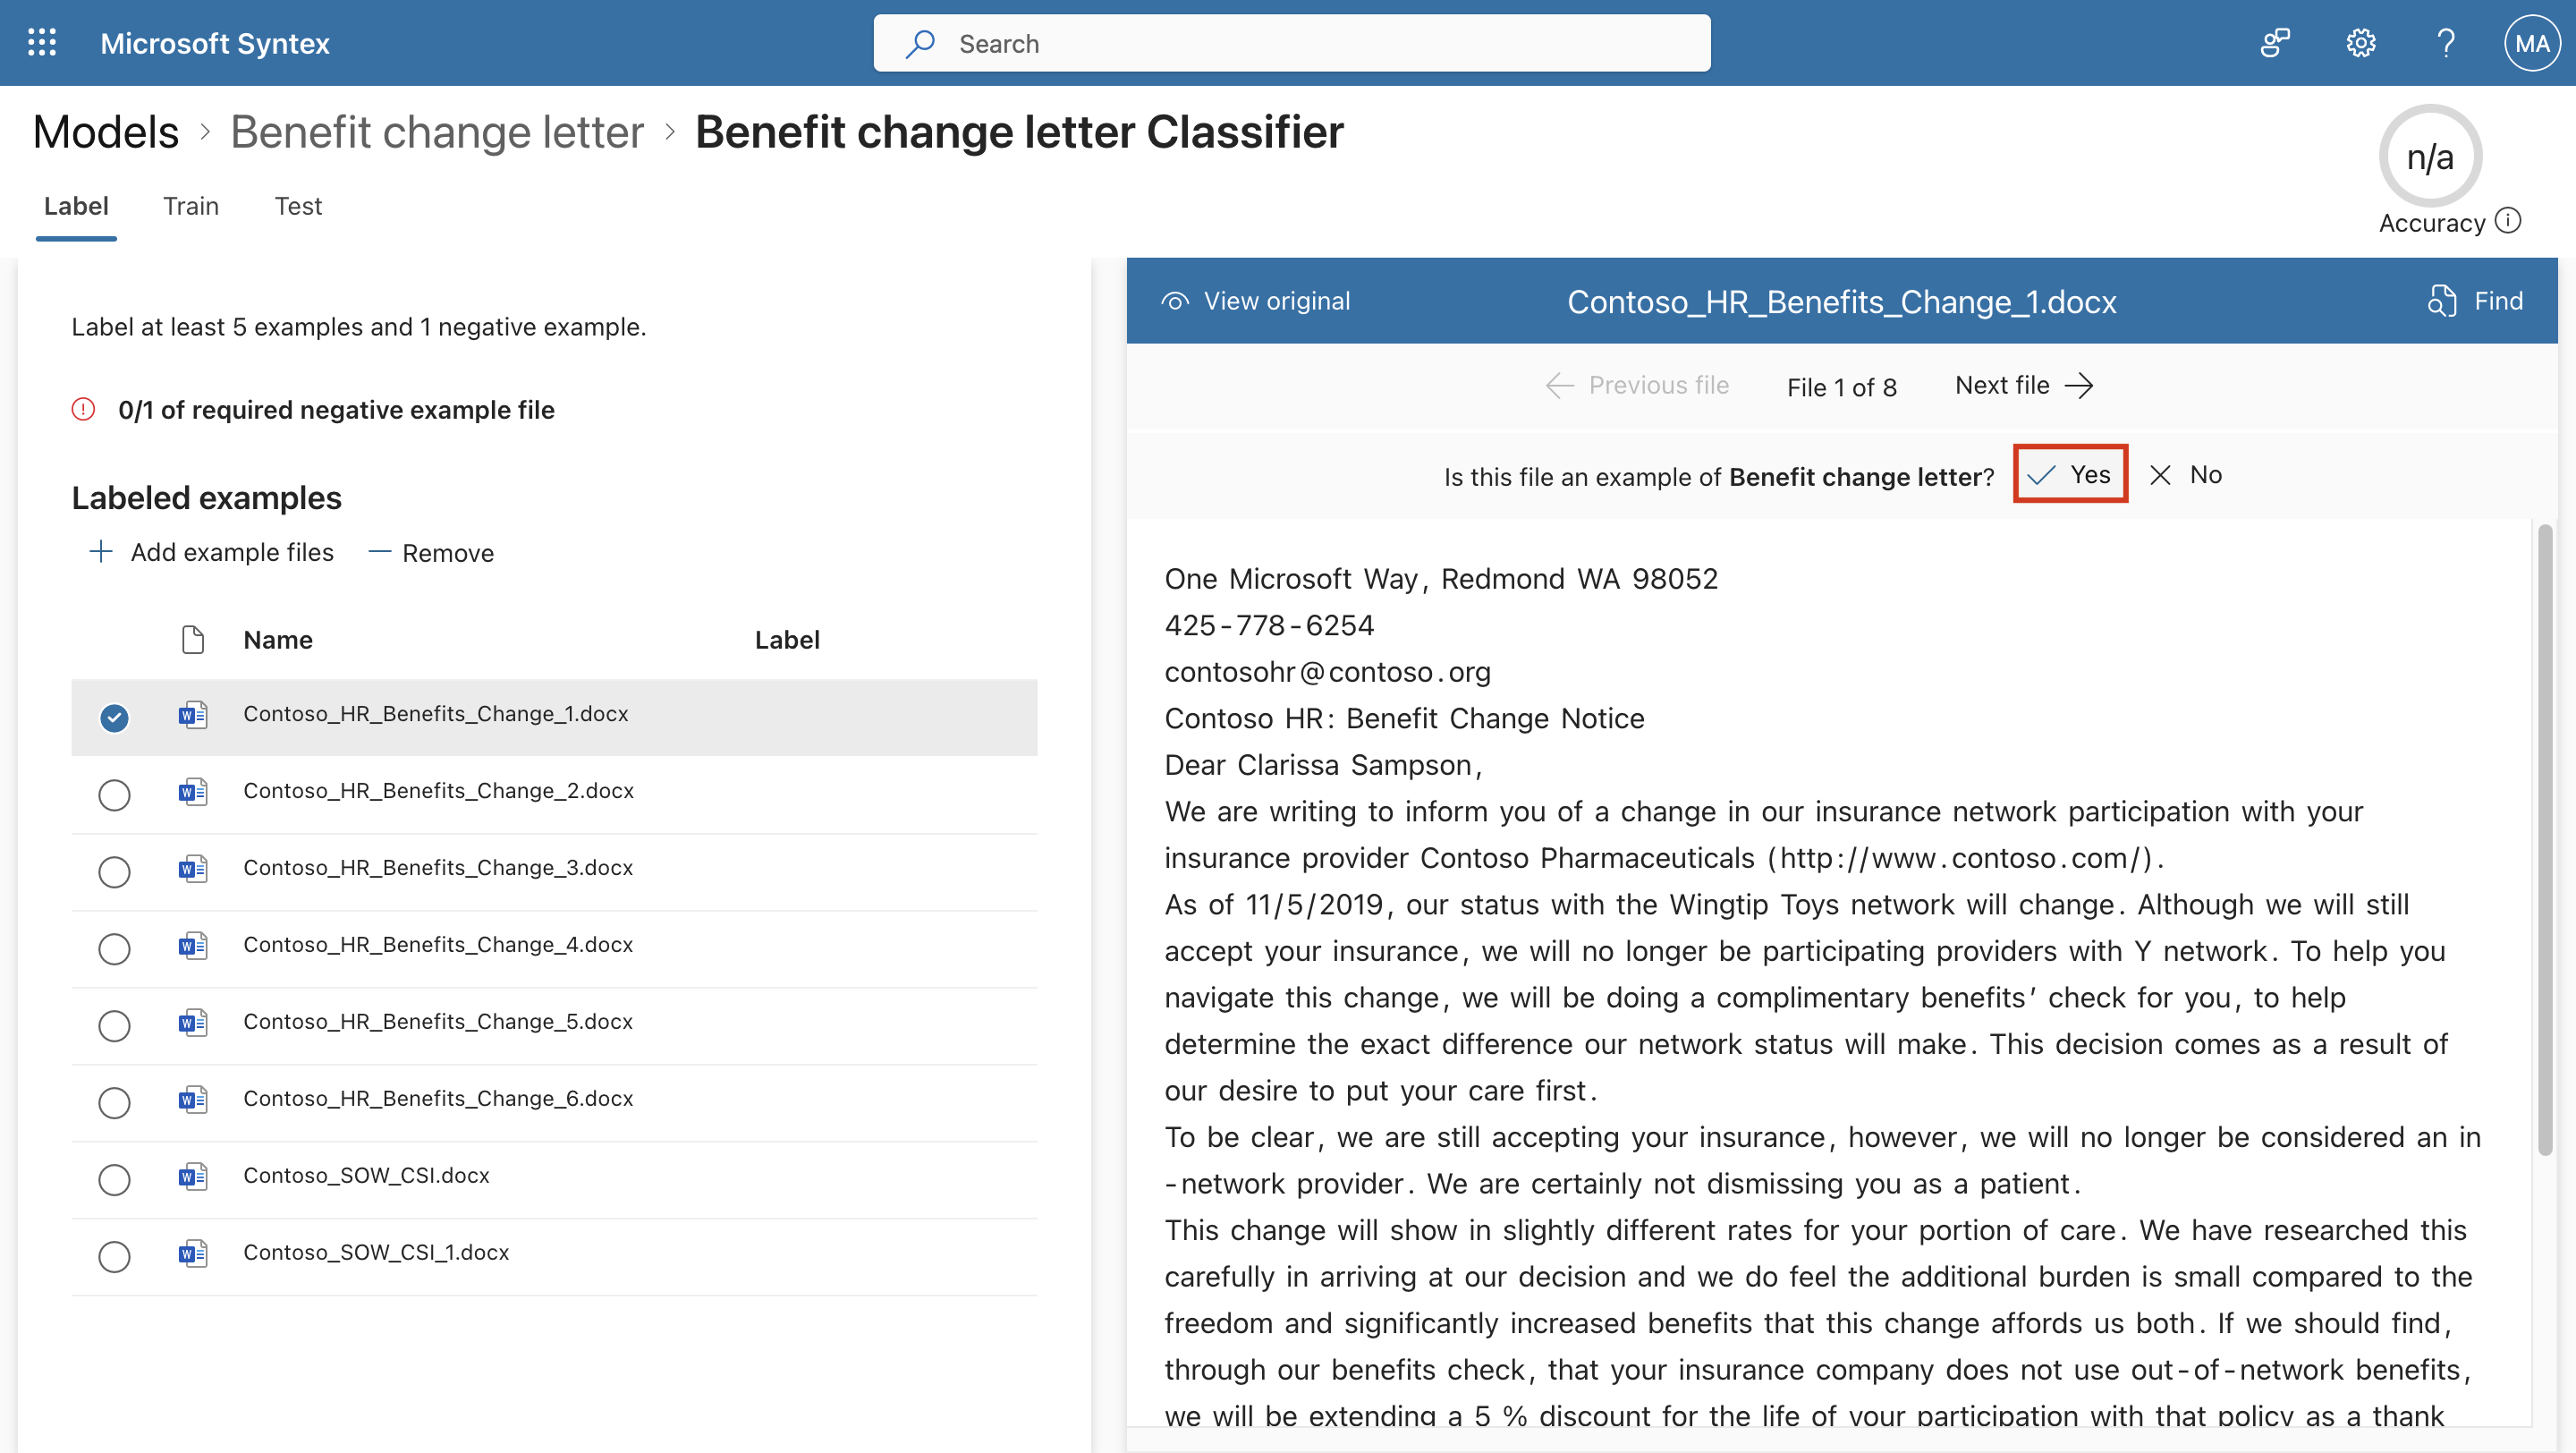 Microsoft Syntex
Search
MA
Models > Benefit change letter > Benefit change letter Classifier
n/a
Accuracy
Label Train Test
Label at least 5 examples and 1 negative example.
0/1 of required negative example file
Labeled examples
Add example files Remove
Name Label
Contoso_HR_Benefits_Change_1.docx
Contoso_HR_Benefits_Change_2.docx
Contoso_HR_Benefits_Change_3.docx
Contoso_HR_Benefits_Change_4.docx
Contoso_HR_Benefits_Change_5.docx
Contoso_HR_Benefits_Change_6.docx
Contoso_SOW_CSI.docx
Contoso_SOW_CSI_1.docx
View original Contoso_HR_Benefits_Change_1.docx Find
Previous file File 1 of 8 Next file
Is this file an example of Benefit change letter? Yes No
One Microsoft Way, Redmond WA 98052
425-778-6254
contosohr@contoso.org
Contoso HR: Benefit Change Notice
Dear Clarissa Sampson,
We are writing to inform you of a change in our insurance network participation with your
insurance provider Contoso Pharmaceuticals (http://www.contoso.com/).
As of 11/5/2019, our status with the Wingtip Toys network will change. Although we will still
accept your insurance, we will no longer be participating providers with Y network. To help you
navigate this change, we will be doing a complimentary benefits’ check for you, to help
determine the exact difference our network status will make. This decision comes as a result of
our desire to put your care first.
To be clear, we are still accepting your insurance, however, we will no longer be considered an in
-network provider. We are certainly not dismissing you as a patient.
This change will show in slightly different rates for your portion of care. We have researched this
carefully in arriving at our decision and we do feel the additional burden is small compared to the
freedom and significantly increased benefits that this change affords us both. If we should find,
through our benefits check, that your insurance company does not use out-of-network benefits,
we will be extending a 5 % discount for the life of your participation with that policy as a thank